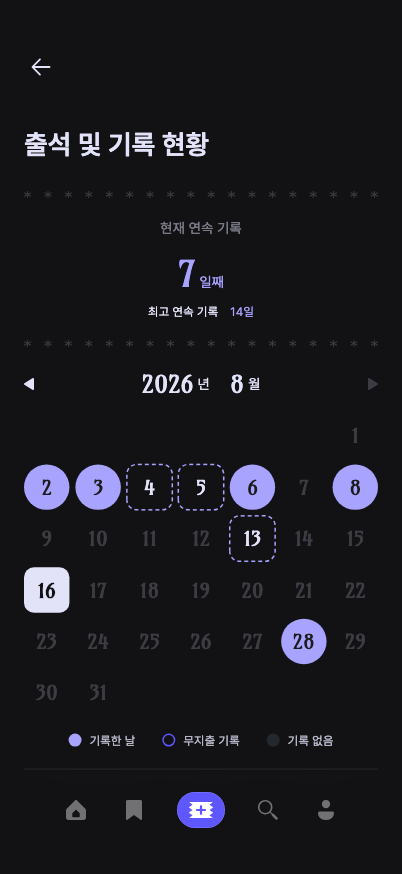 출석 및 기록 현황
* * * * * * * * * * * * * * * * * *
현재 연속 기록
7 일째
최고 연속 기록 14일
* * * * * * * * * * * * * * * * * *
2026 년 8 월
1
2 3 4 5 6 7 8
9 10 11 12 13 14 15
16 17 18 19 20 21 22
23 24 25 26 27 28 29
30 31
기록한 날 무지출 기록 기록 없음